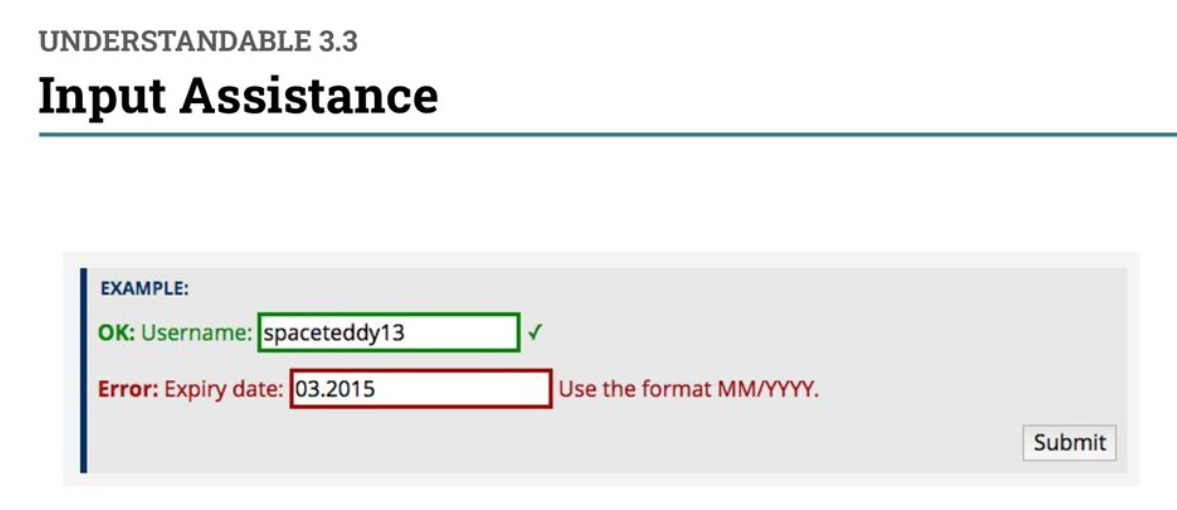 UNDERSTANDABLE 3.3
Input Assistance
EXAMPLE:
OK: Username: spaceteddy13 ✓
Error: Expiry date: 03.2015 Use the format MM/YYYY.
Submit